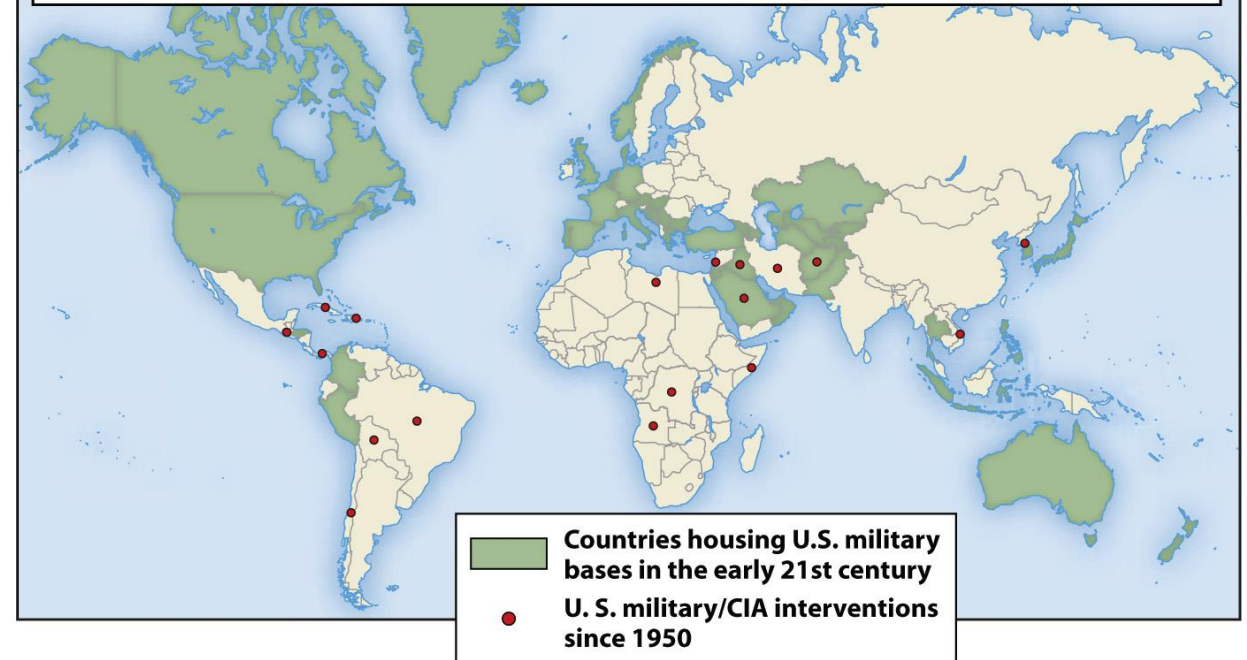 Countries housing U.S. military
bases in the early 21st century
U. S. military/CIA interventions
since 1950